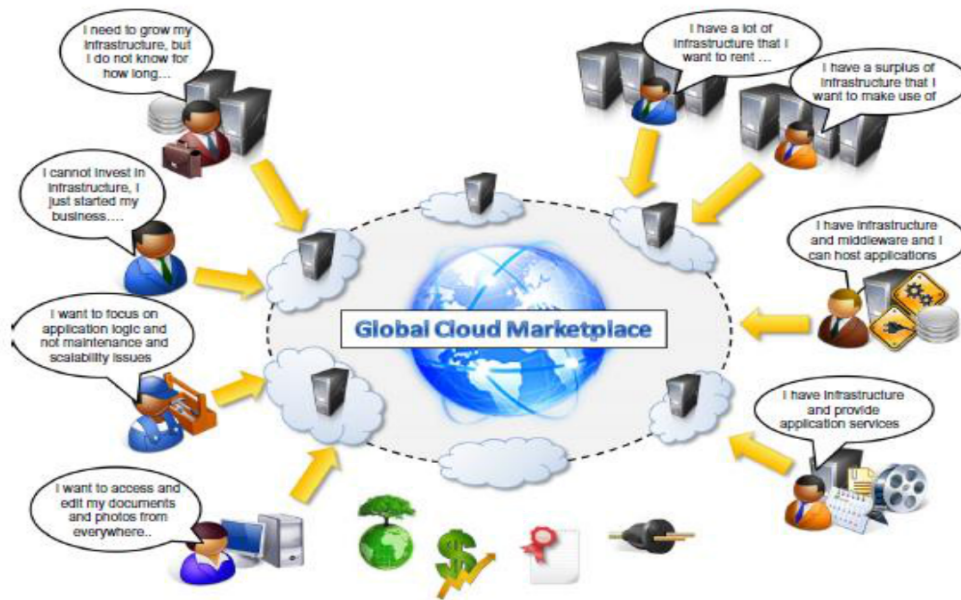 I need to grow my
infrastructure, but
I do not know for
how long...
I have a lot of
infrastructure that I
want to rent ...
I have a surplus of
infrastructure that I
want to make use of
I cannot invest in
infrastructure, I
just started my
business....
I have infrastructure
and middleware and I
can host applications
I want to focus on
application logic and
not maintenance and
scalability issues
Global Cloud Marketplace
I have infrastructure
and provide
application services
I want to access and
edit my documents
and photos from
everywhere..